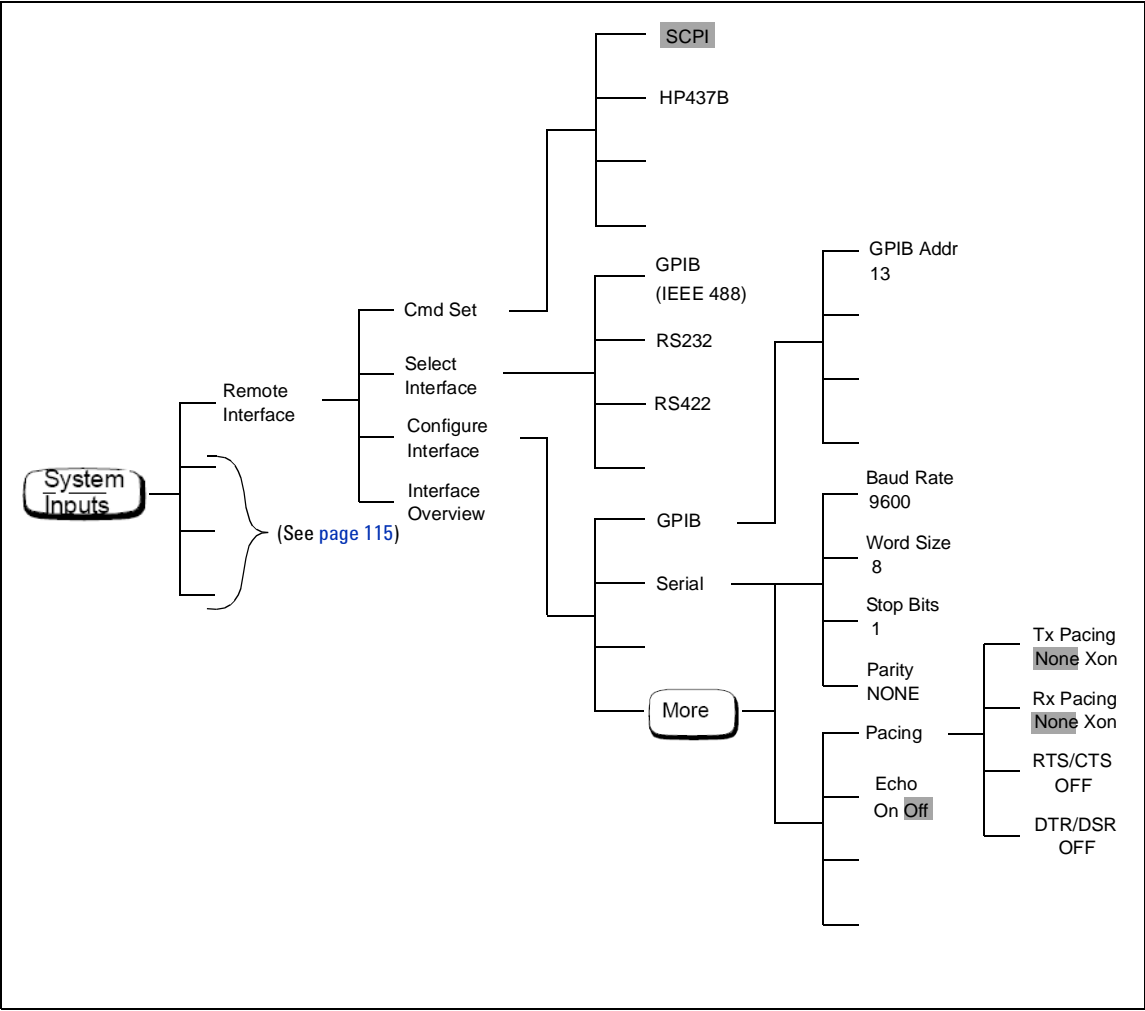 System
Inputs
Remote
Interface
(See page 115)
Cmd Set
Select
Interface
Configure
Interface
Interface
Overview
SCPI
HP437B
GPIB
(IEEE 488)
RS232
RS422
GPIB
Serial
More
GPIB Addr
13
Baud Rate
9600
Word Size
8
Stop Bits
1
Parity
NONE
Pacing
Echo
On Off
Tx Pacing
None Xon
Rx Pacing
None Xon
RTS/CTS
OFF
DTR/DSR
OFF